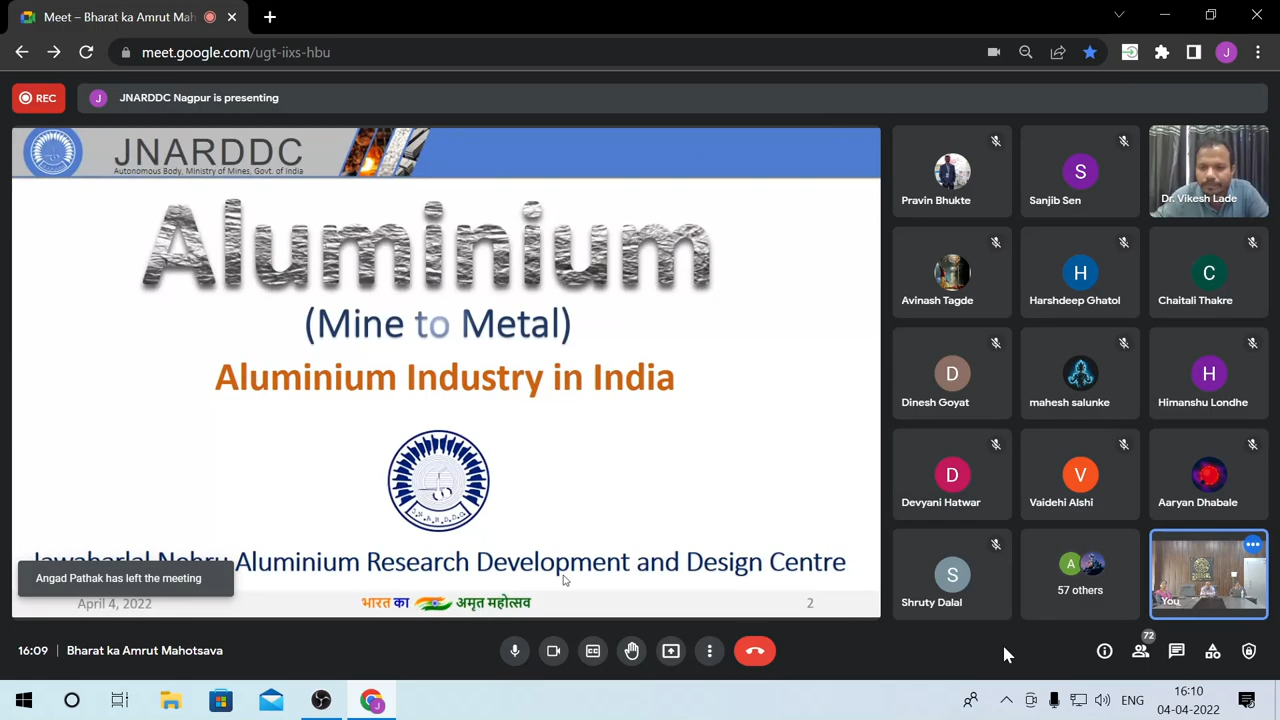 Meet – Bharat ka Amrut Mah
meet.google.com/ugt-iixs-hbu
J
REC
J
JNARDDC Nagpur is presenting
JNARDDC
Autonomous Body, Ministry of Mines, Govt. of India
Aluminium
(Mine to Metal)
Aluminium Industry in India
J.N.A.R.D.D.C.
Jawaharlal Nehru Aluminium Research Development and Design Centre
Angad Pathak has left the meeting
April 4, 2022
भारत का अमृत महोत्सव
2
Pravin Bhukte
S
Sanjib Sen
Dr. Vikesh Lade
Avinash Tagde
H
Harshdeep Ghatol
C
Chaitali Thakre
D
Dinesh Goyat
mahesh salunke
H
Himanshu Londhe
D
Devyani Hatwar
V
Vaidehi Alshi
Aaryan Dhabale
S
Shruty Dalal
A
57 others
You
16:09 | Bharat ka Amrut Mahotsava
72
ENG
16:10
04-04-2022